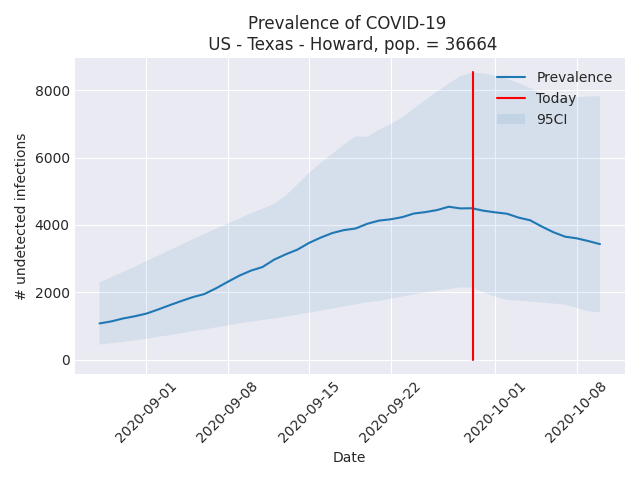 Prevalence of COVID-19
US - Texas - Howard, pop. = 36664
Prevalence
Today
95CI
# undetected infections
8000
6000
4000
2000
0
2020-09-01
2020-09-08
2020-09-15
2020-09-22
2020-10-01
2020-10-08
Date